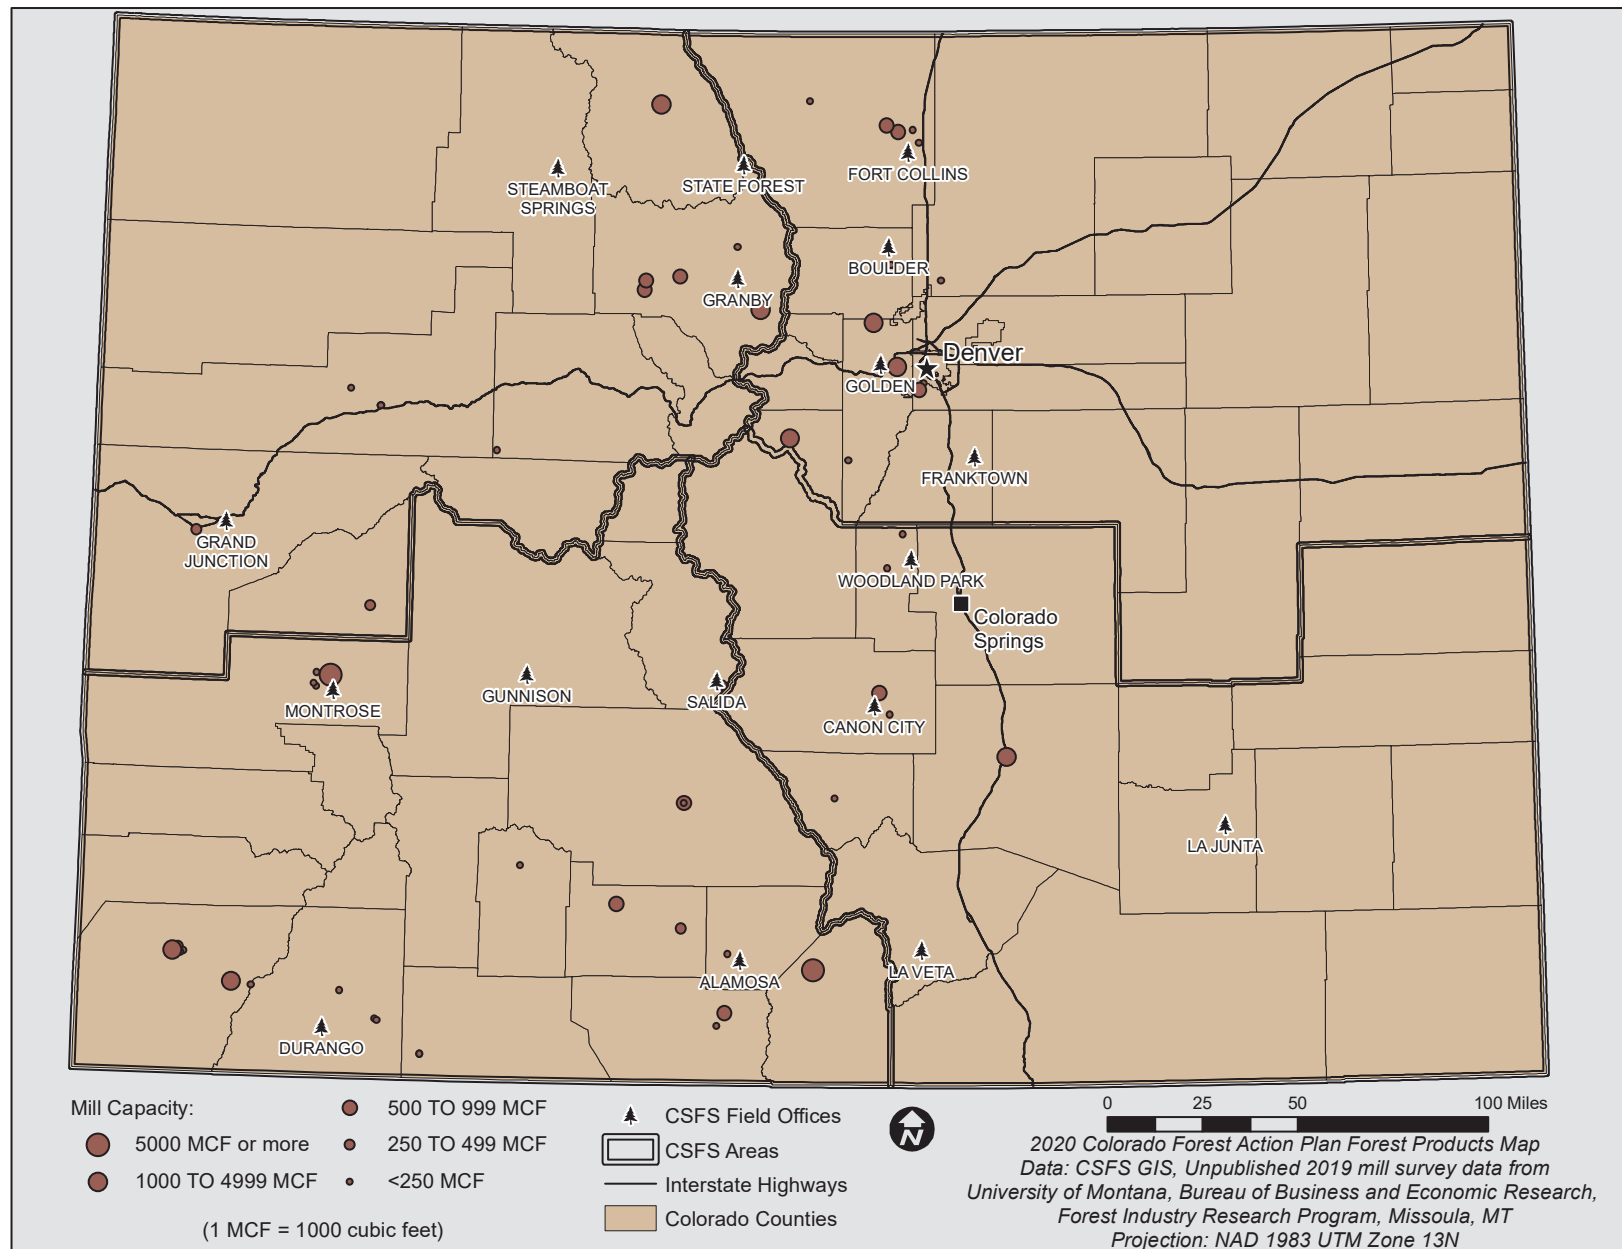 STEAMBOAT
SPRINGS
STATE FOREST
FORT COLLINS
BOULDER
GRANBY
Denver
GOLDEN
FRANKTOWN
GRAND
JUNCTION
WOODLAND PARK
Colorado
Springs
MONTROSE
GUNNISON
SALIDA
CANON CITY
LA JUNTA
ALAMOSA
LA VETA
DURANGO
Mill Capacity:
5000 MCF or more
1000 TO 4999 MCF
500 TO 999 MCF
250 TO 499 MCF
<250 MCF
(1 MCF = 1000 cubic feet)
CSFS Field Offices
CSFS Areas
Interstate Highways
Colorado Counties
N
0 25 50 100 Miles
2020 Colorado Forest Action Plan Forest Products Map
Data: CSFS GIS, Unpublished 2019 mill survey data from
University of Montana, Bureau of Business and Economic Research,
Forest Industry Research Program, Missoula, MT
Projection: NAD 1983 UTM Zone 13N